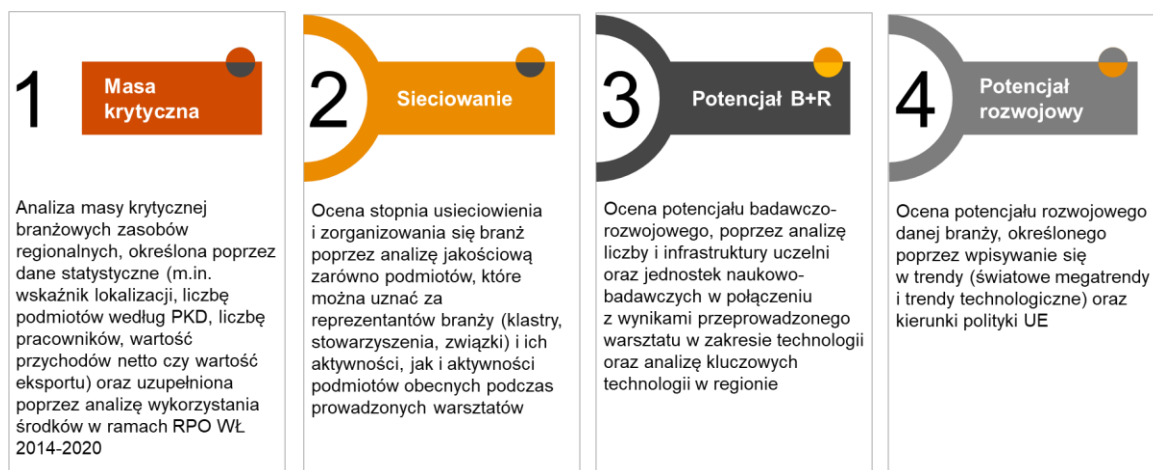 1
Masa
krytyczna
Analiza masy krytycznej
branżowych zasobów
regionalnych, określona poprzez
dane statystyczne (m.in.
wskaźnik lokalizacji, liczbę
podmiotów według PKD, liczbę
pracowników, wartość
przychodów netto czy wartość
eksportu) oraz uzupełniona
poprzez analizę wykorzystania
środków w ramach RPO WŁ
2014-2020
2
Sieciowanie
Ocena stopnia usieciowienia
i zorganizowania się branż
poprzez analizę jakościową
zarówno podmiotów, które
można uznać za
reprezentantów branży (klastry,
stowarzyszenia, związki) i ich
aktywności, jak i aktywności
podmiotów obecnych podczas
prowadzonych warsztatów
3
Potencjał B+R
Ocena potencjału badawczo-
rozwojowego, poprzez analizę
liczby i infrastruktury uczelni
oraz jednostek naukowo-
badawczych w połączeniu
z wynikami przeprowadzonego
warsztatu w zakresie technologii
oraz analizę kluczowych
technologii w regionie
4
Potencjał
rozwojowy
Ocena potencjału rozwojowego
danej branży, określonego
poprzez wpisywanie się
w trendy (światowe megatrendy
i trendy technologiczne) oraz
kierunki polityki UE